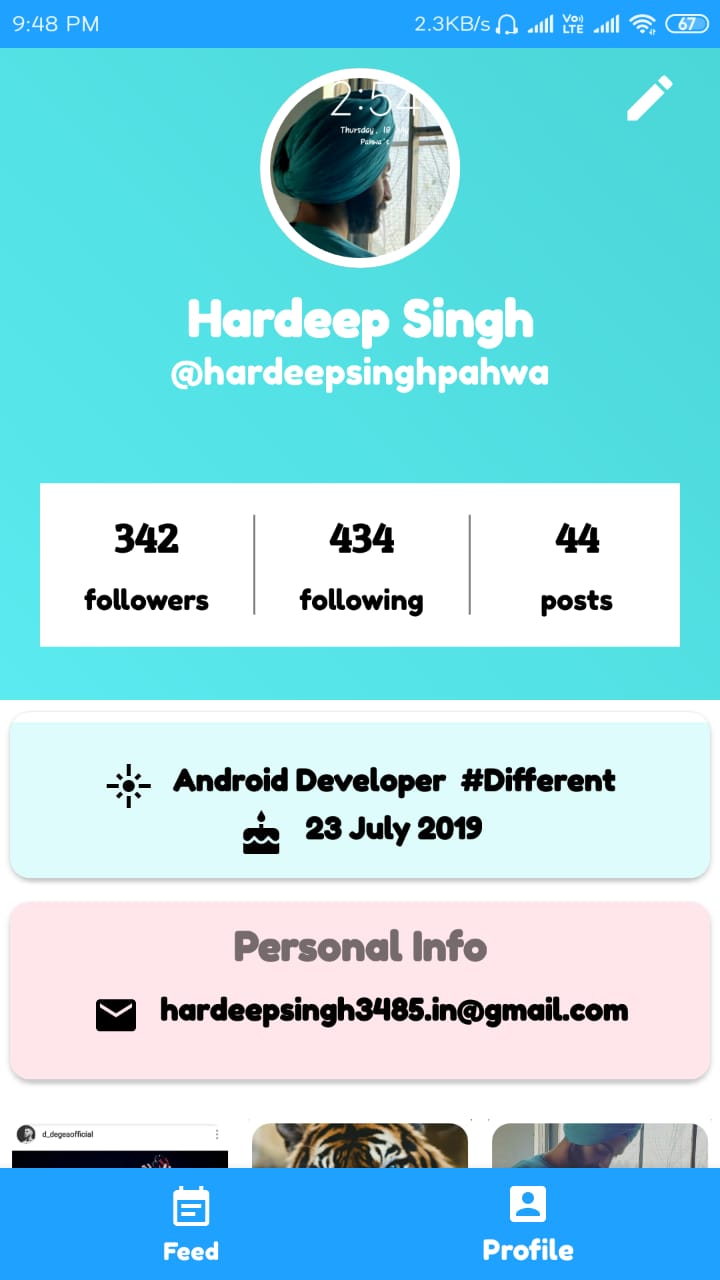 9:48 PM 2.3KB/s Vo)) LTE 67
2:54
Thursday, 18
Pahwa's
Hardeep Singh
@hardeepsinghpahwa
342 434 44
followers following posts
Android Developer #Different
23 July 2019
Personal Info
hardeepsingh3485.in@gmail.com
d_degeaofficial
Feed Profile